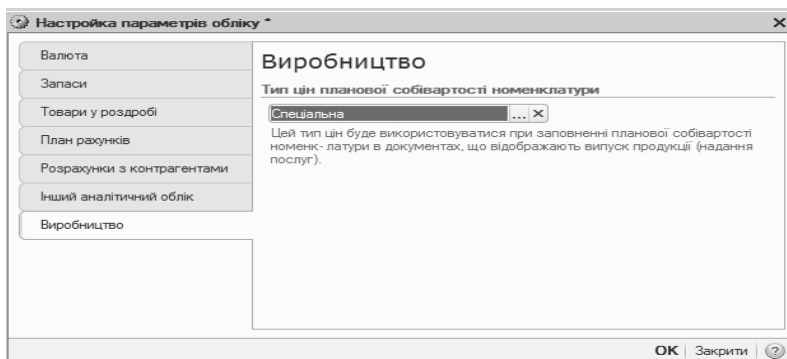 Настройка параметрів обліку *
Валюта
Запаси
Товари у роздробі
План рахунків
Розрахунки з контрагентами
Інший аналітичний облік
Виробництво
Виробництво
Тип цін планової собівартості номенклатури
Спеціальна
Цей тип цін буде використовуватися при заповненні планової собівартості
номенк- латури в документах, що відображають випуск продукції (надання
послуг).
OK Закрити ?